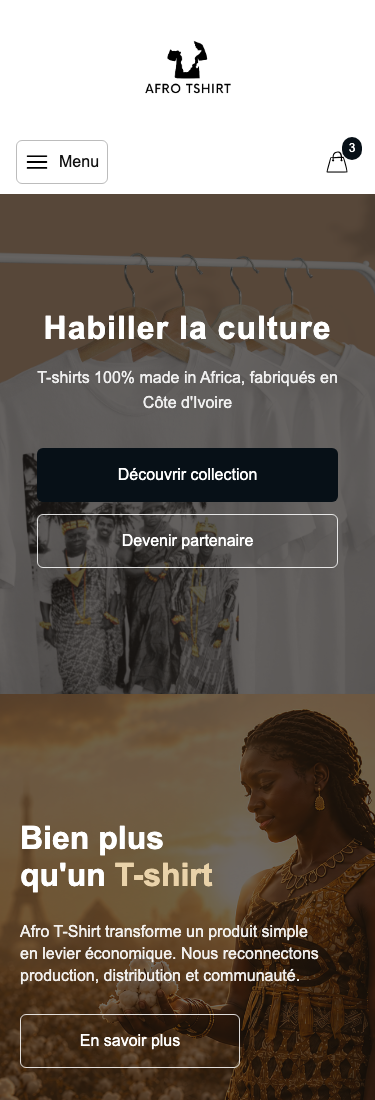 AFRO TSHIRT
Menu
3
Habiller la culture
T-shirts 100% made in Africa, fabriqués en
Côte d'Ivoire
Découvrir collection
Devenir partenaire
Bien plus
qu'un T-shirt
Afro T-Shirt transforme un produit simple
en levier économique. Nous reconnectons
production, distribution et communauté.
En savoir plus